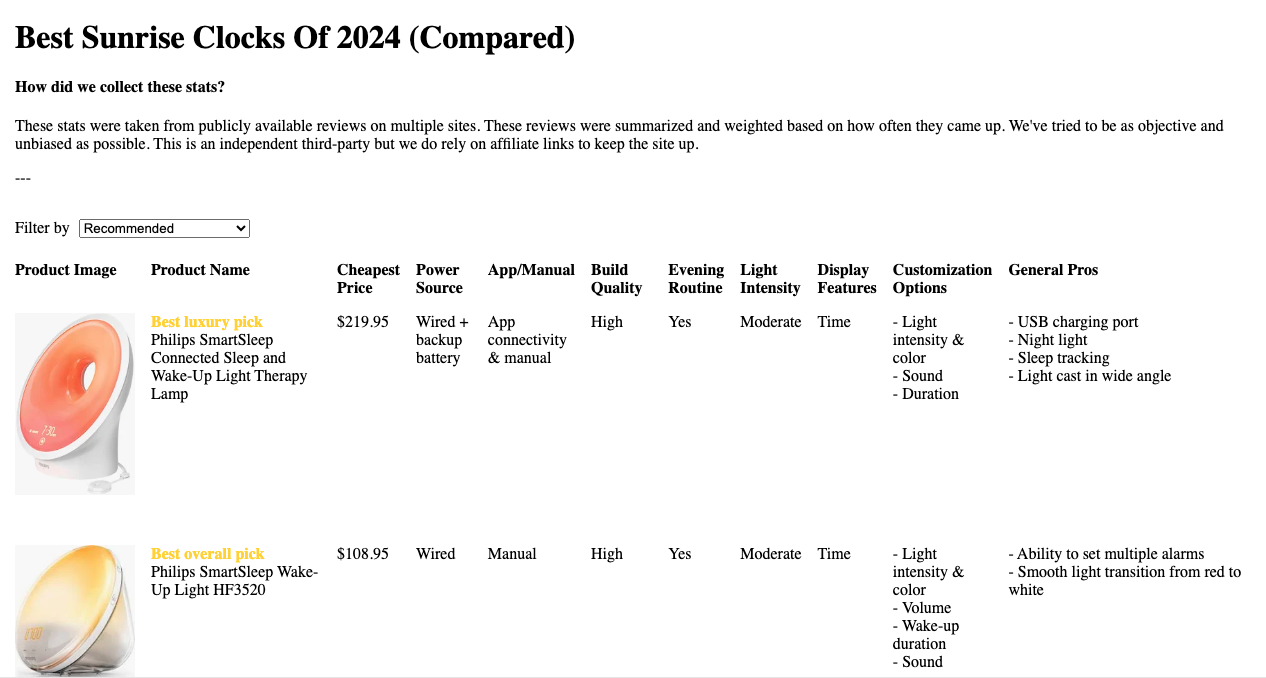 Best Sunrise Clocks Of 2024 (Compared)
How did we collect these stats?
These stats were taken from publicly available reviews on multiple sites. These reviews were summarized and weighted based on how often they came up. We've tried to be as objective and
unbiased as possible. This is an independent third-party but we do rely on affiliate links to keep the site up.
---
Filter by Recommended
Product Image Product Name Cheapest Price Power Source App/Manual Build Quality Evening Routine Light Intensity Display Features Customization Options General Pros
Best luxury pick
Philips SmartSleep
Connected Sleep and
Wake-Up Light Therapy
Lamp
$219.95
Wired +
backup
battery
App
connectivity
& manual
High
Yes
Moderate
Time
- Light
intensity &
color
- Sound
- Duration
- USB charging port
- Night light
- Sleep tracking
- Light cast in wide angle
Best overall pick
Philips SmartSleep Wake-
Up Light HF3520
$108.95
Wired
Manual
High
Yes
Moderate
Time
- Light
intensity &
color
- Volume
- Wake-up
duration
- Sound
- Ability to set multiple alarms
- Smooth light transition from red to
white